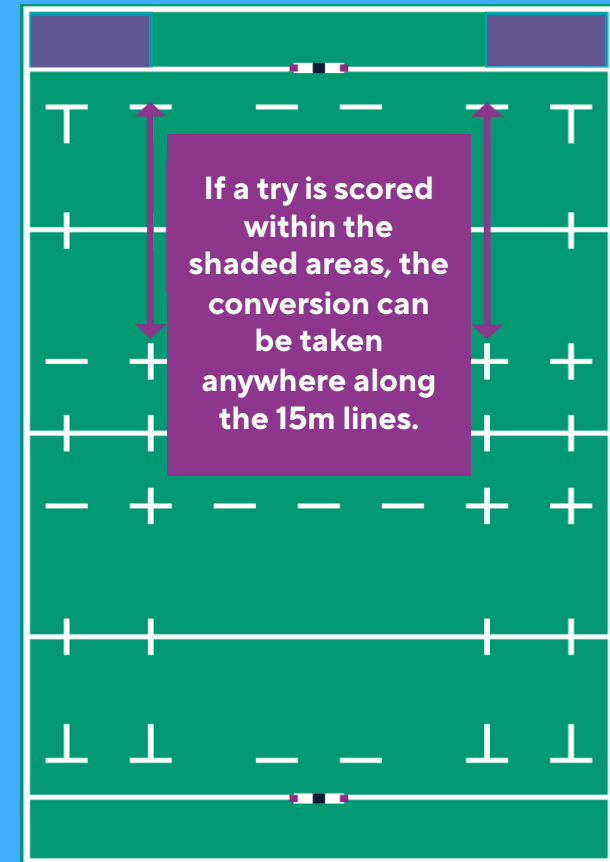 If a try is scored
within the
shaded areas, the
conversion can
be taken
anywhere along
the 15m lines.